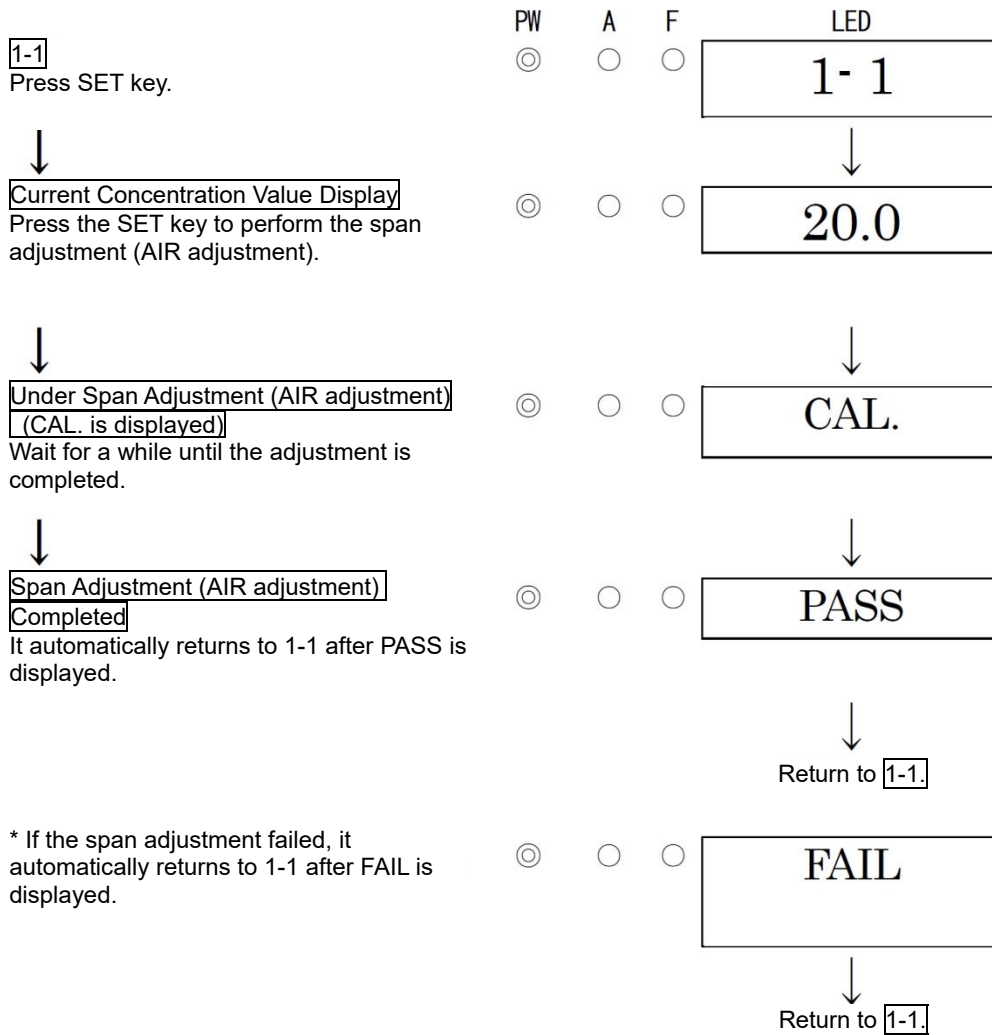 PW A F LED
1-1
Press SET key.
1- 1
Current Concentration Value Display
Press the SET key to perform the span
adjustment (AIR adjustment).
20.0
Under Span Adjustment (AIR adjustment)
(CAL. is displayed)
Wait for a while until the adjustment is
completed.
CAL.
Span Adjustment (AIR adjustment)
Completed
It automatically returns to 1-1 after PASS is
displayed.
PASS
Return to 1-1.
* If the span adjustment failed, it
automatically returns to 1-1 after FAIL is
displayed.
FAIL
Return to 1-1.